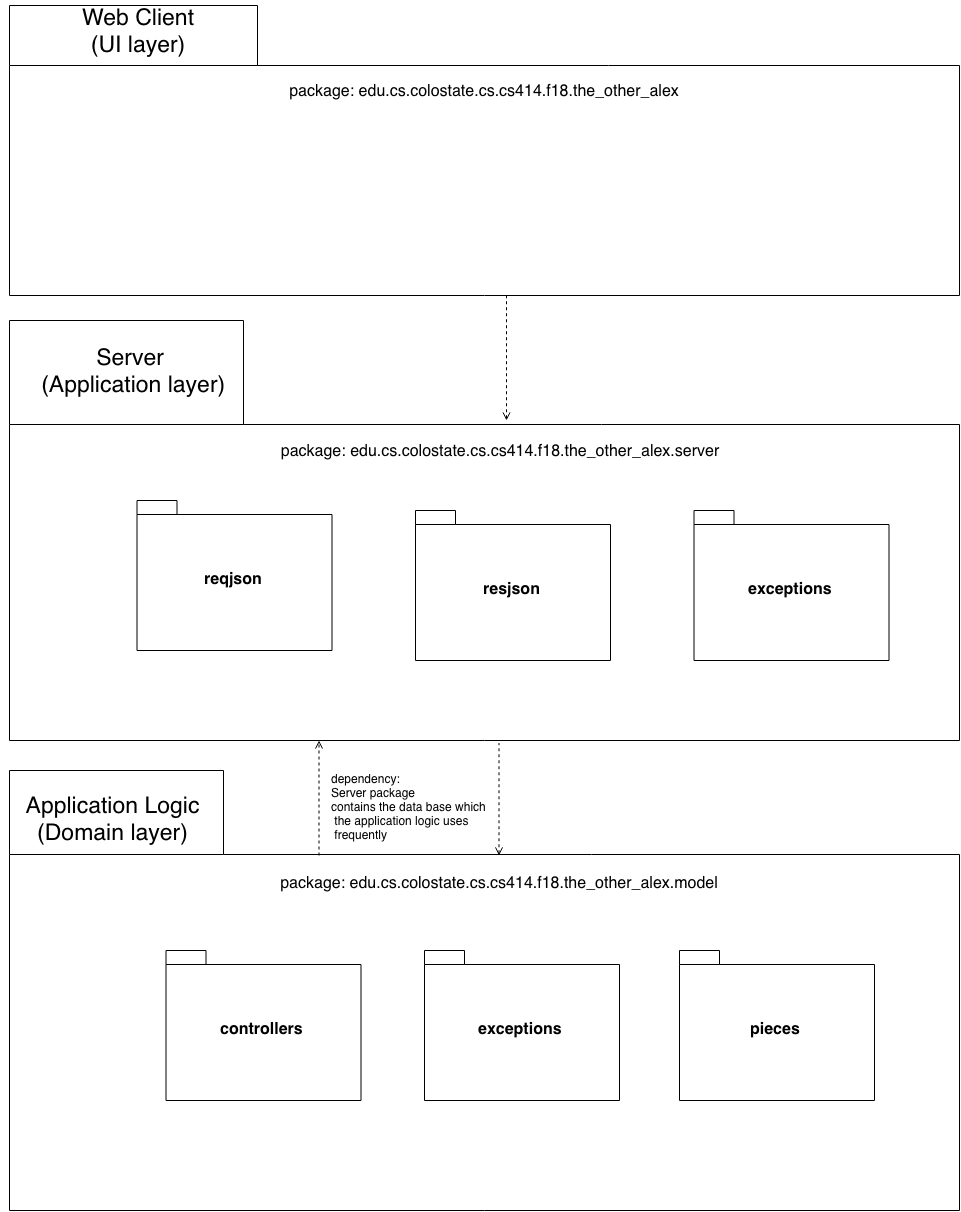 Web Client
(UI layer)
package: edu.cs.colostate.cs.cs414.f18.the_other_alex
Server
(Application layer)
package: edu.cs.colostate.cs.cs414.f18.the_other_alex.server
reqjson
resjson
exceptions
dependency:
Server package
contains the data base which
the application logic uses
frequently
Application Logic
(Domain layer)
package: edu.cs.colostate.cs.cs414.f18.the_other_alex.model
controllers
exceptions
pieces